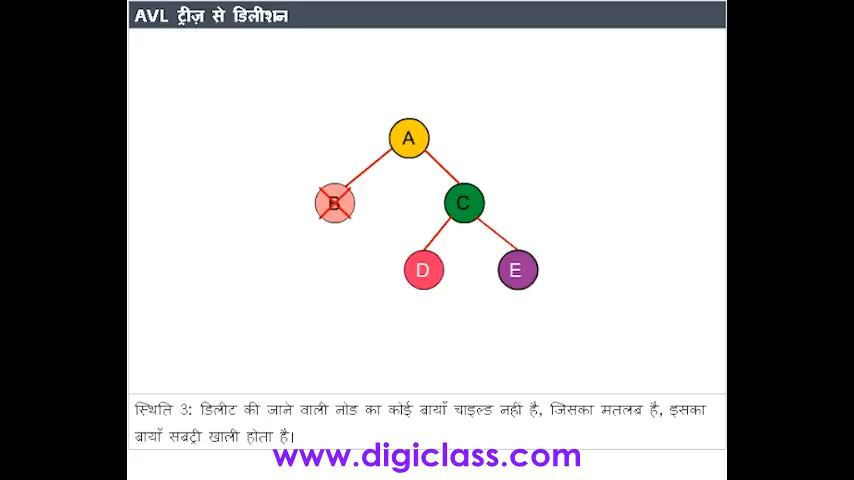 AVL ट्रीज़ से डिलीशन
A
B
C
D
E
स्थिति 3: डिलीट की जाने वाली नोड का कोई बायाँ चाइल्ड नहीं है, जिसका मतलब है, इसका
बायाँ सबट्री खाली होता है।
www.digiclass.com